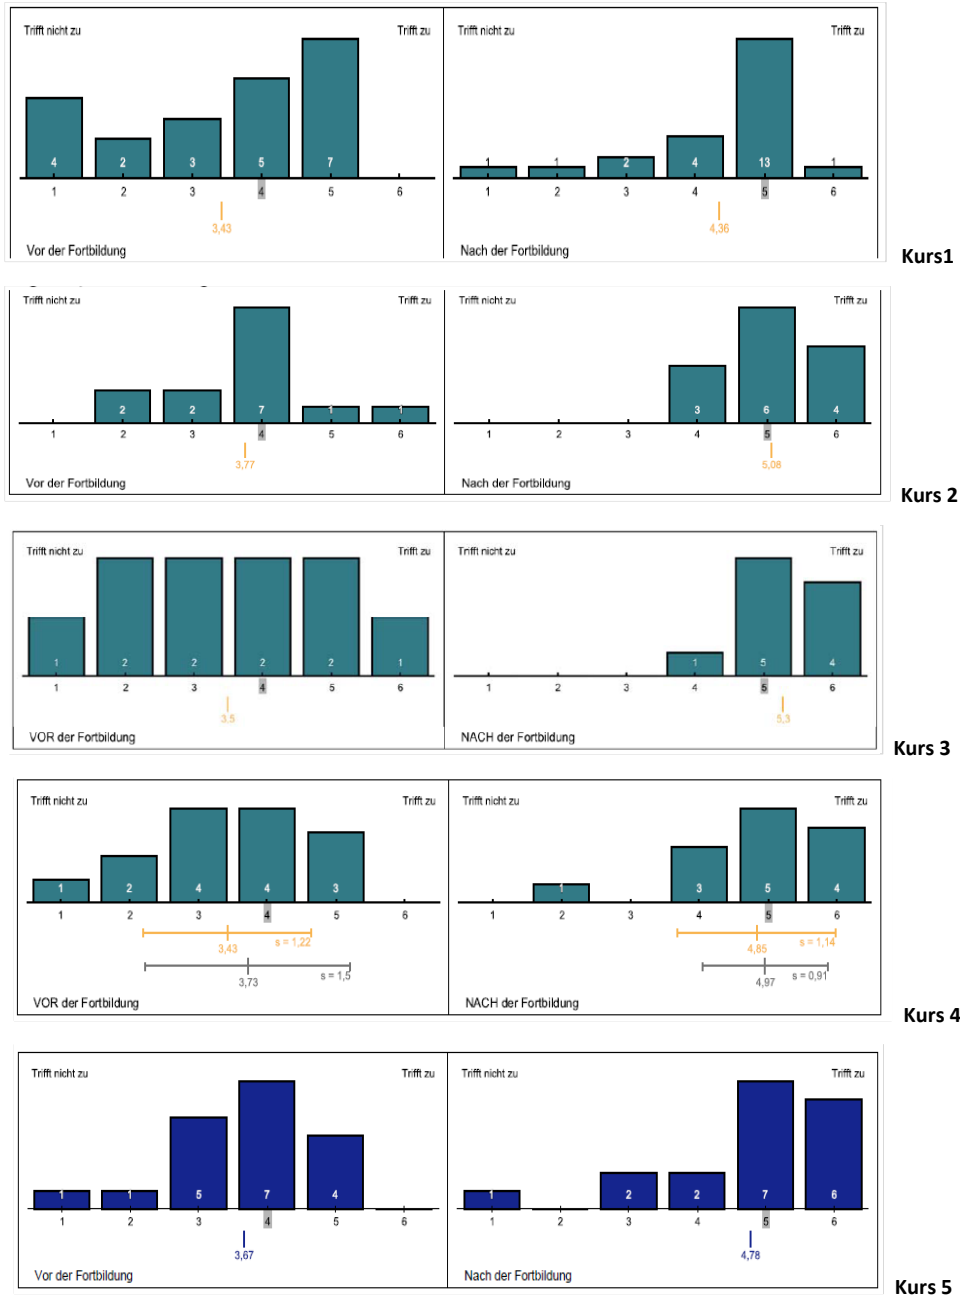 Trifft nicht zu Trifft zu Trifft nicht zu Trifft zu
4 2 3 5 7 1 1 2 4 13 1
1 2 3 4 5 6 1 2 3 4 5 6
3,43 4,36
Vor der Fortbildung Nach der Fortbildung
Kurs1
Trifft nicht zu Trifft zu Trifft nicht zu Trifft zu
2 2 7 1 1 3 6 4
1 2 3 4 5 6 1 2 3 4 5 6
3,77 5,08
Vor der Fortbildung Nach der Fortbildung
Kurs 2
Trifft nicht zu Trifft zu Trifft nicht zu Trifft zu
1 2 2 2 2 1 1 5 4
1 2 3 4 5 6 1 2 3 4 5 6
3,5 5,3
VOR der Fortbildung NACH der Fortbildung
Kurs 3
Trifft nicht zu Trifft zu Trifft nicht zu Trifft zu
1 2 4 4 3 1 3 5 4
1 2 3 4 5 6 1 2 3 4 5 6
3,43 s = 1,22 4,85 s = 1,14
3,73 s = 1,5 4,97 s = 0,91
VOR der Fortbildung NACH der Fortbildung
Kurs 4
Trifft nicht zu Trifft zu Trifft nicht zu Trifft zu
1 1 5 7 4 1 2 2 7 6
1 2 3 4 5 6 1 2 3 4 5 6
3,67 4,78
Vor der Fortbildung Nach der Fortbildung
Kurs 5